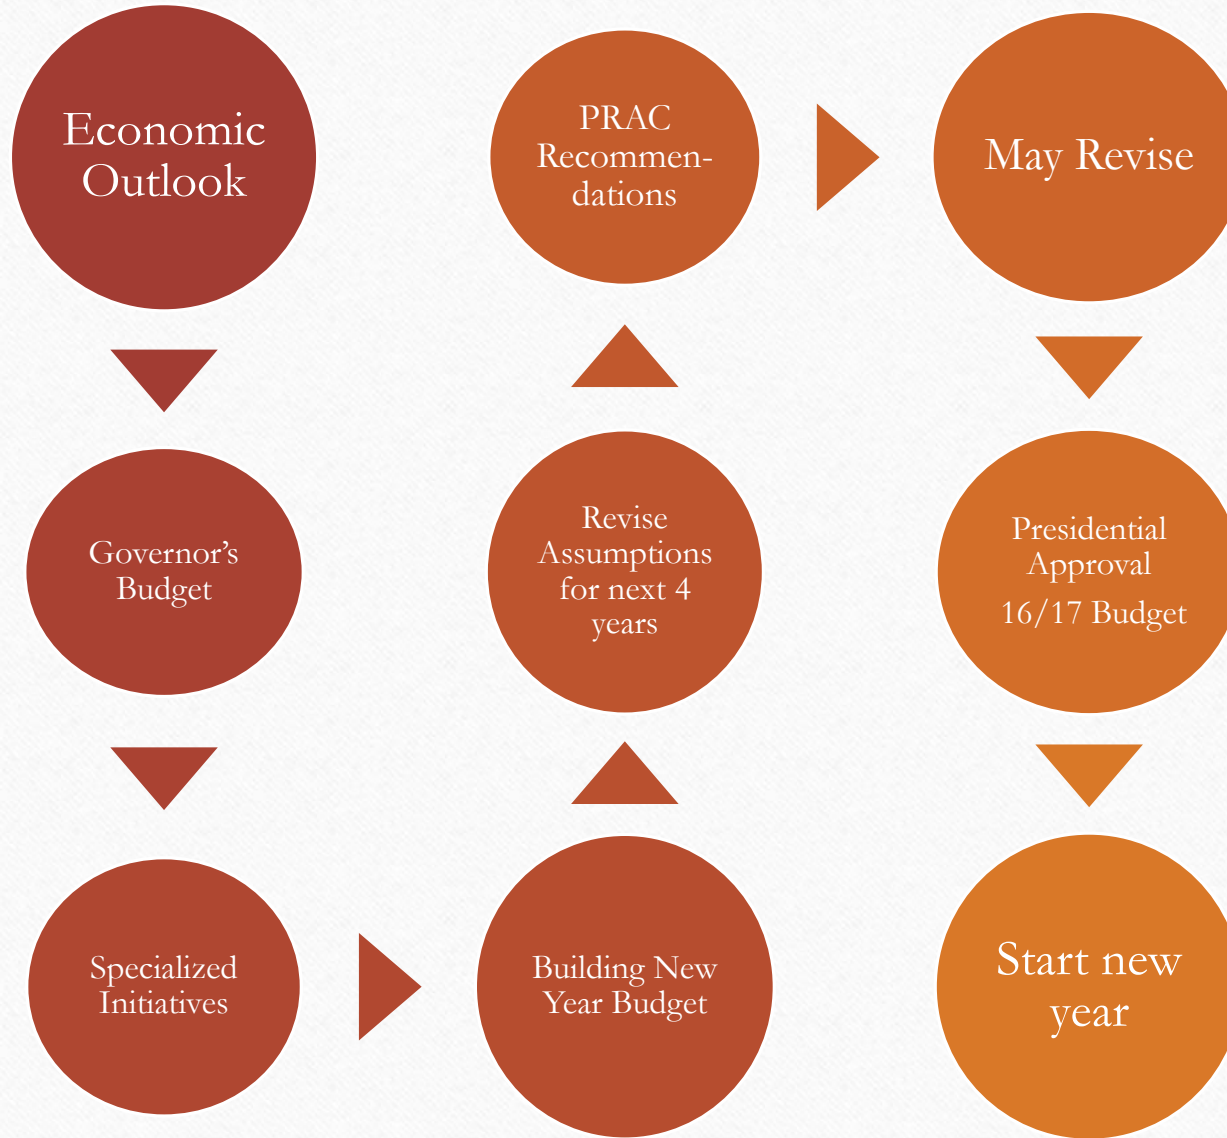 Economic
Outlook
Governor’s
Budget
Specialized
Initiatives
Building New
Year Budget
Revise
Assumptions
for next 4
years
PRAC
Recommen-
dations
May Revise
Presidential
Approval
16/17 Budget
Start new
year